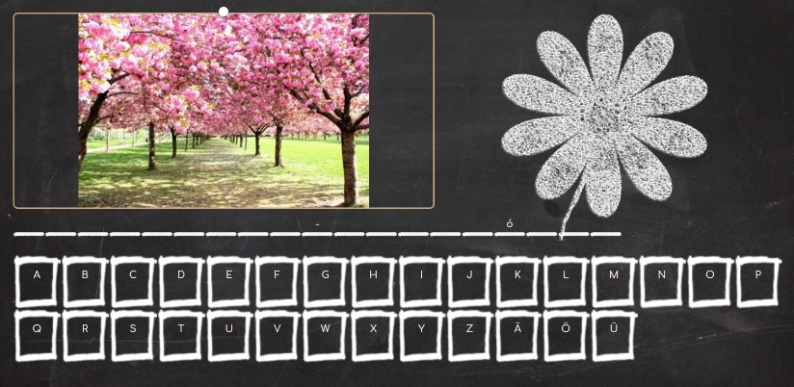 - ó
A B C D E F G H I J K L M N O P
Q R S T U V W X Y Z Ä Ö Ü